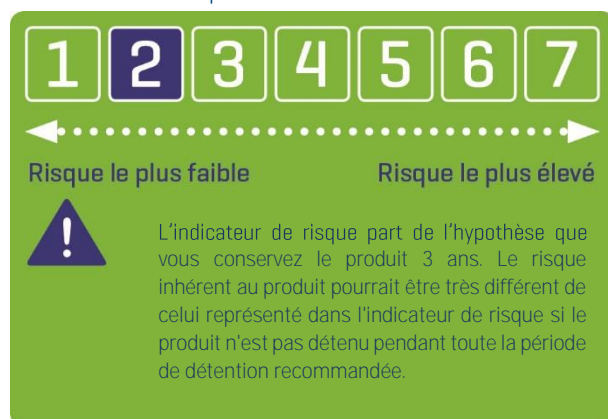 1 2 3 4 5 6 7
Risque le plus faible Risque le plus élevé
!
L'indicateur de risque part de l'hypothèse que
vous conservez le produit 3 ans. Le risque
inhérent au produit pourrait être très différent de
celui représenté dans l'indicateur de risque si le
produit n'est pas détenu pendant toute la période
de détention recommandée.